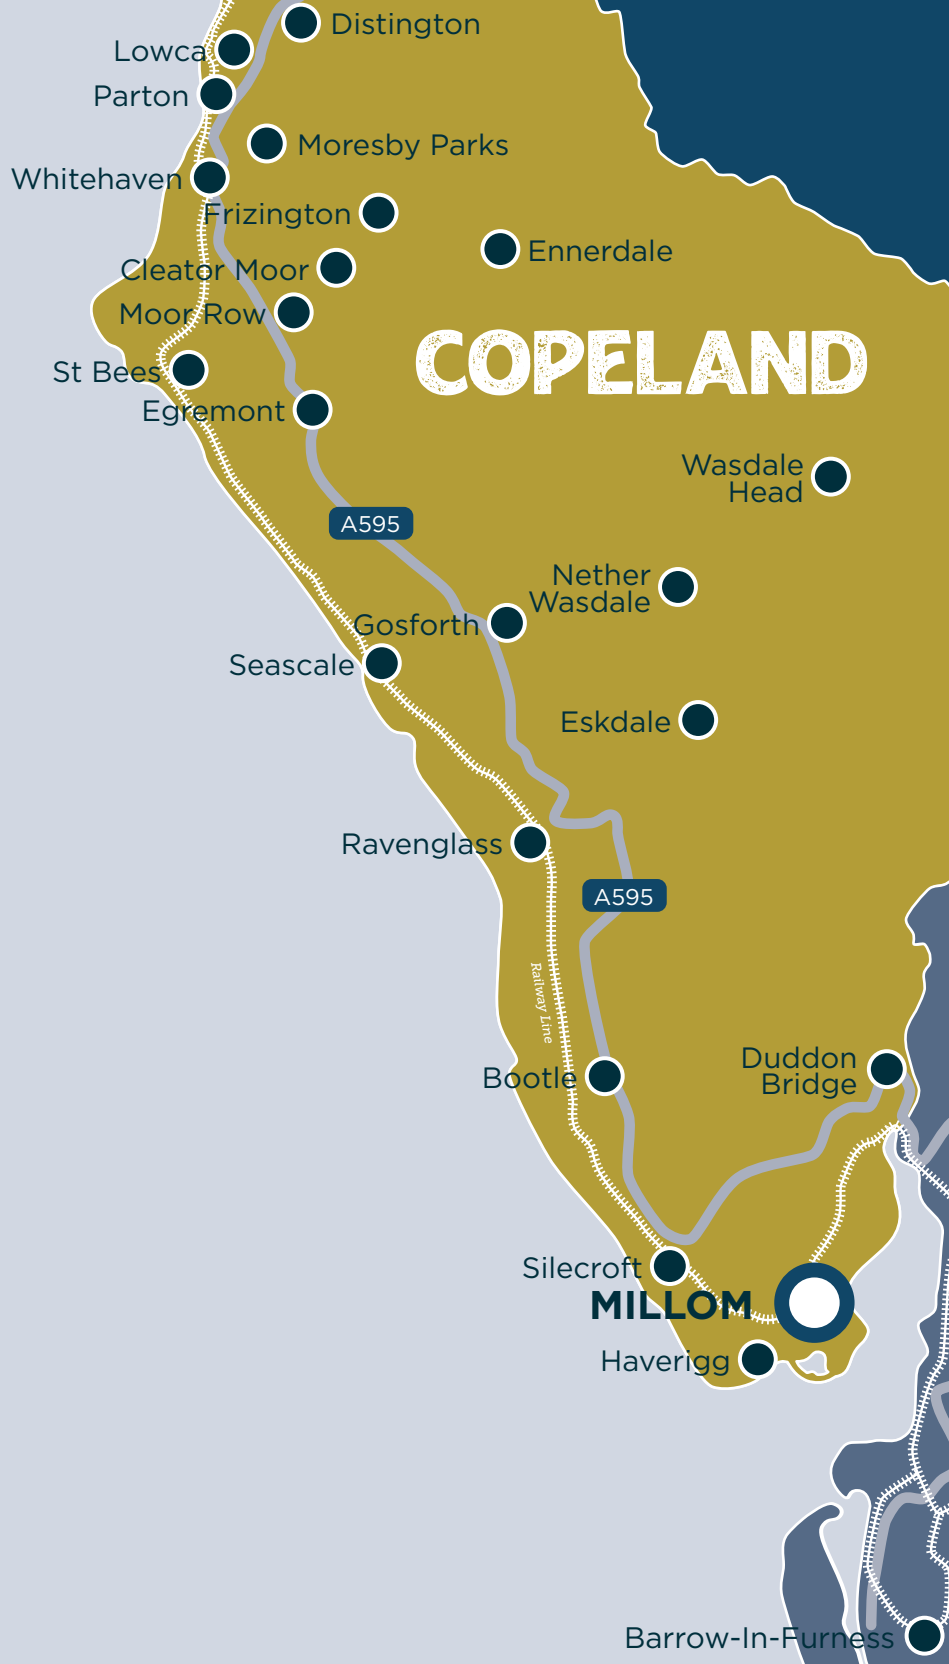 Distington
Lowca
Parton
Moresby Parks
Whitehaven
Frizington
Ennerdale
Cleator Moor
Moor Row
COPELAND
St Bees
Egremont
Wasdale
Head
A595
Nether
Wasdale
Gosforth
Seascale
Eskdale
Ravenglass
A595
Railway Line
Duddon
Bridge
Bootle
Silecroft
MILLOM
Haverigg
Barrow-In-Furness